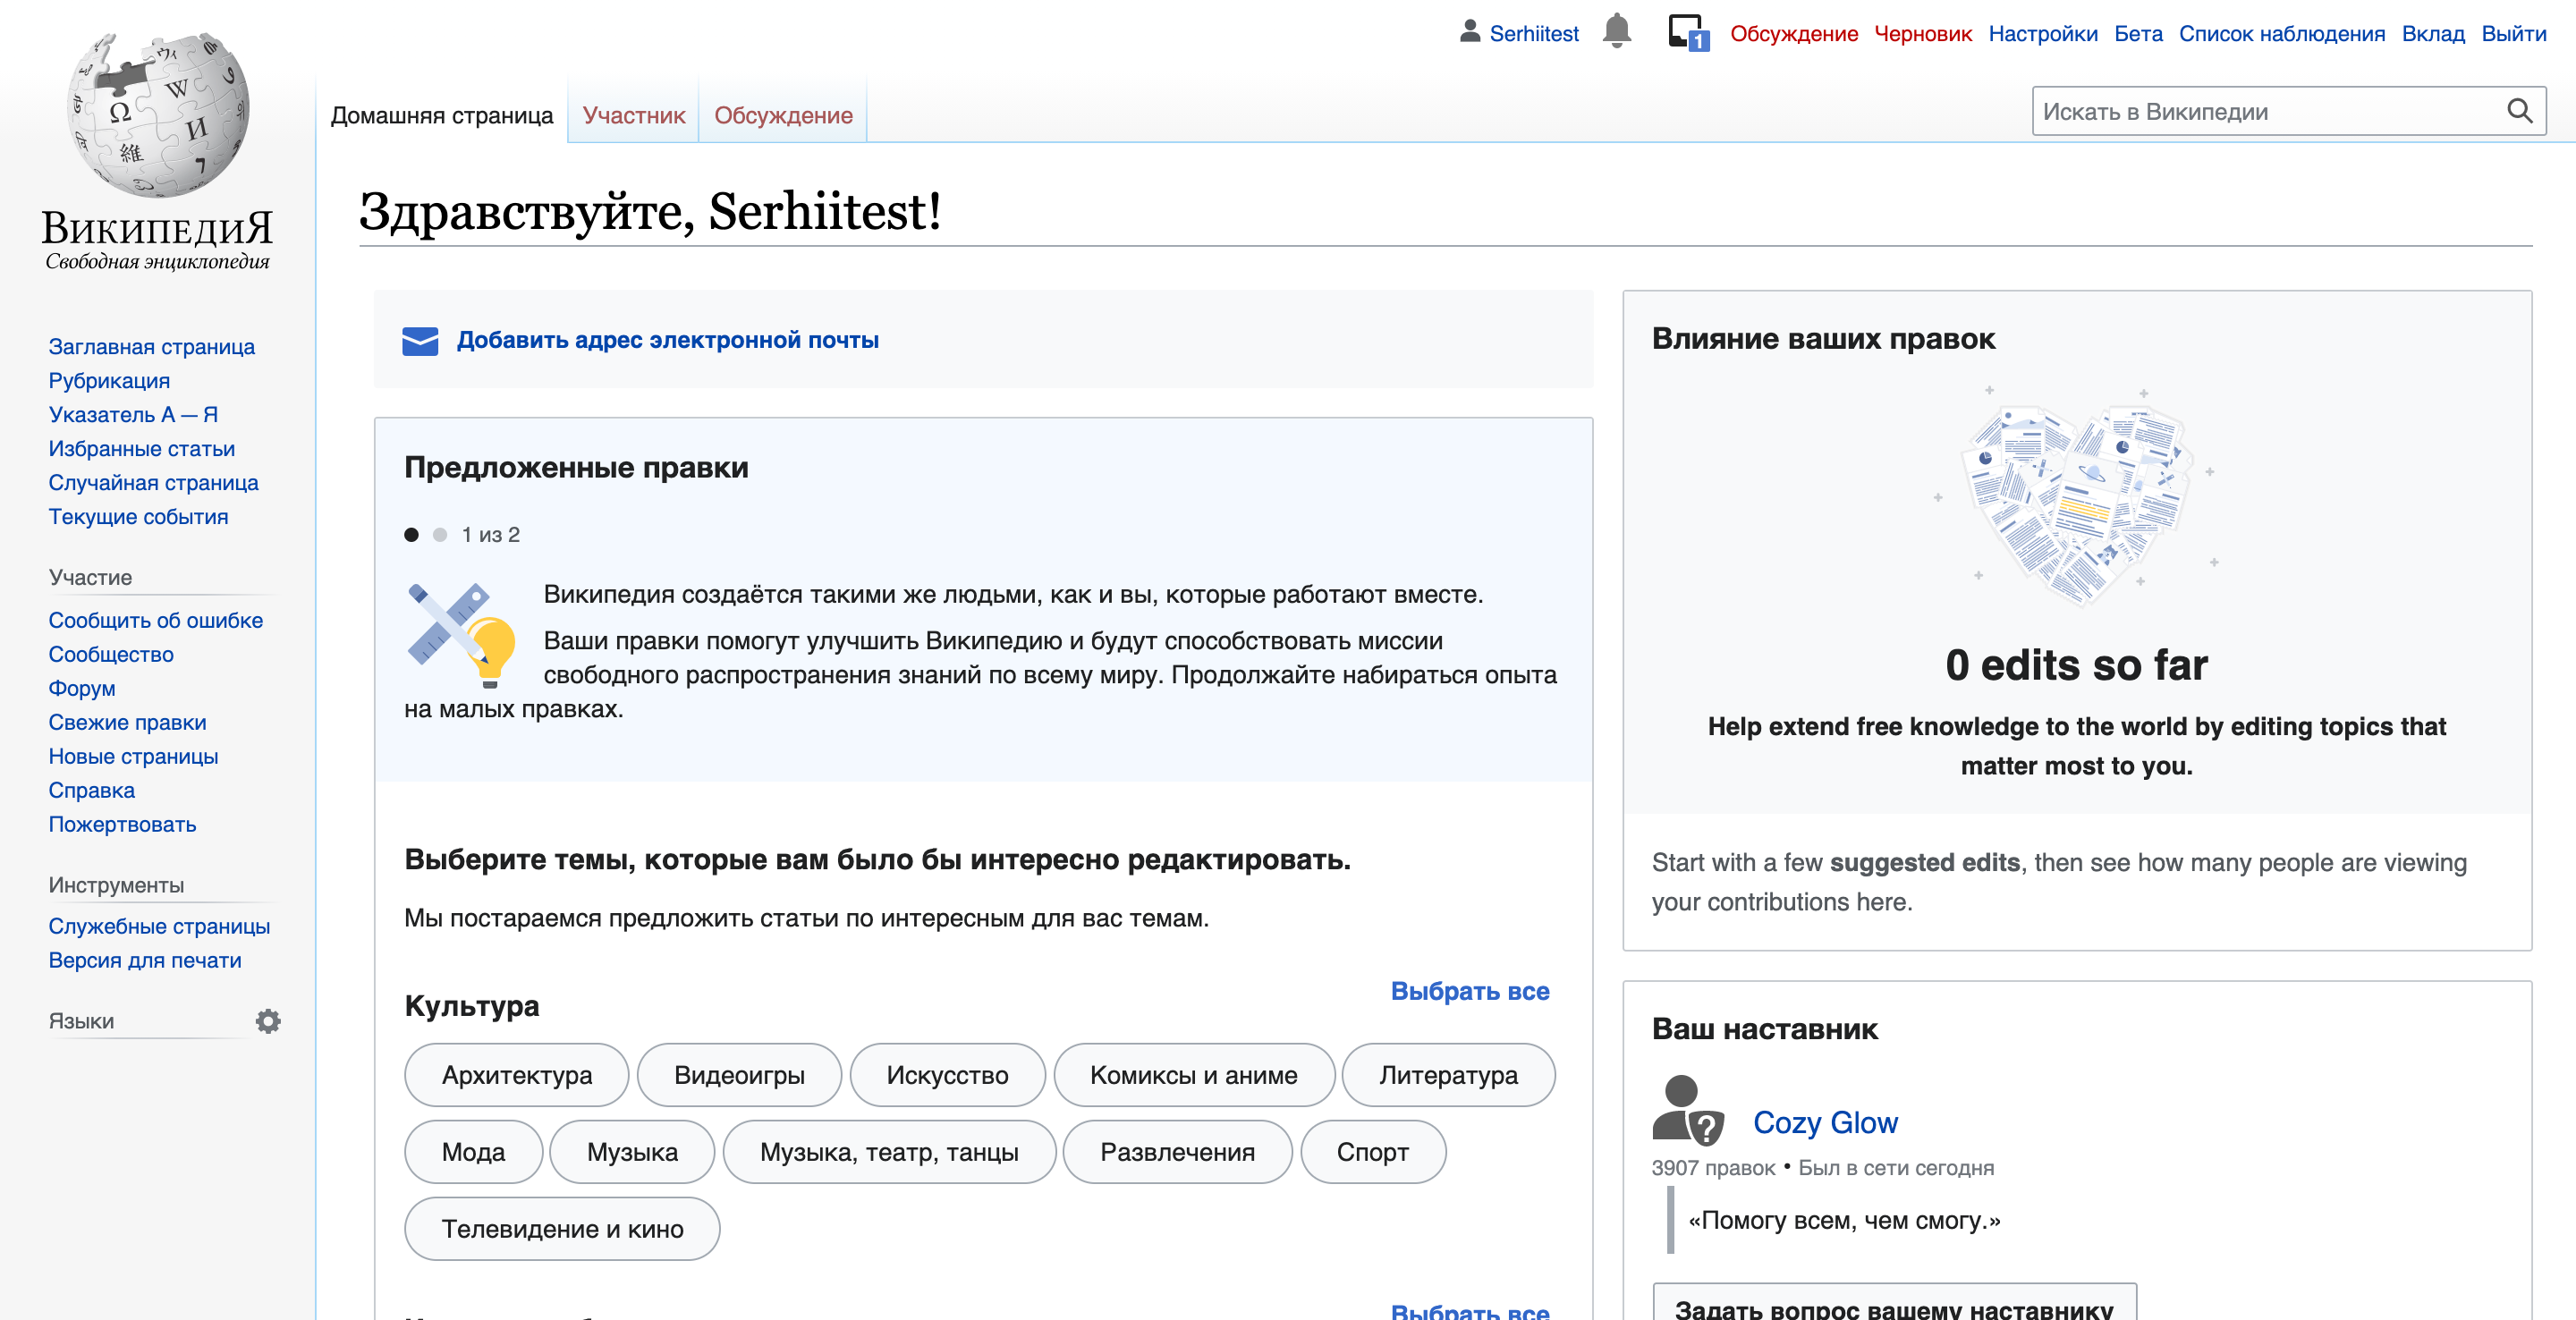 Serhiitest 1 Обсуждение Черновик Настройки Бета Список наблюдения Вклад Выйти
Домашняя страница Участник Обсуждение
Искать в Википедии
ВикипедиЯ
Свободная энциклопедия
Заглавная страница
Рубрикация
Указатель А — Я
Избранные статьи
Случайная страница
Текущие события
Участие
Сообщить об ошибке
Сообщество
Форум
Свежие правки
Новые страницы
Справка
Пожертвовать
Инструменты
Служебные страницы
Версия для печати
Языки
Здравствуйте, Serhiitest!
Добавить адрес электронной почты
Предложенные правки
1 из 2
Википедия создаётся такими же людьми, как и вы, которые работают вместе.
Ваши правки помогут улучшить Википедию и будут способствовать миссии
свободного распространения знаний по всему миру. Продолжайте набираться опыта
на малых правках.
Выберите темы, которые вам было бы интересно редактировать.
Мы постараемся предложить статьи по интересным для вас темам.
Культура
Выбрать все
Архитектура Видеоигры Искусство Комиксы и аниме Литература
Мода Музыка Музыка, театр, танцы Развлечения Спорт
Телевидение и кино
Выбрать все
Влияние ваших правок
0 edits so far
Help extend free knowledge to the world by editing topics that
matter most to you.
Start with a few suggested edits, then see how many people are viewing
your contributions here.
Ваш наставник
Cozy Glow
3907 правок • Был в сети сегодня
«Помогу всем, чем смогу.»
Задать вопрос вашему наставнику